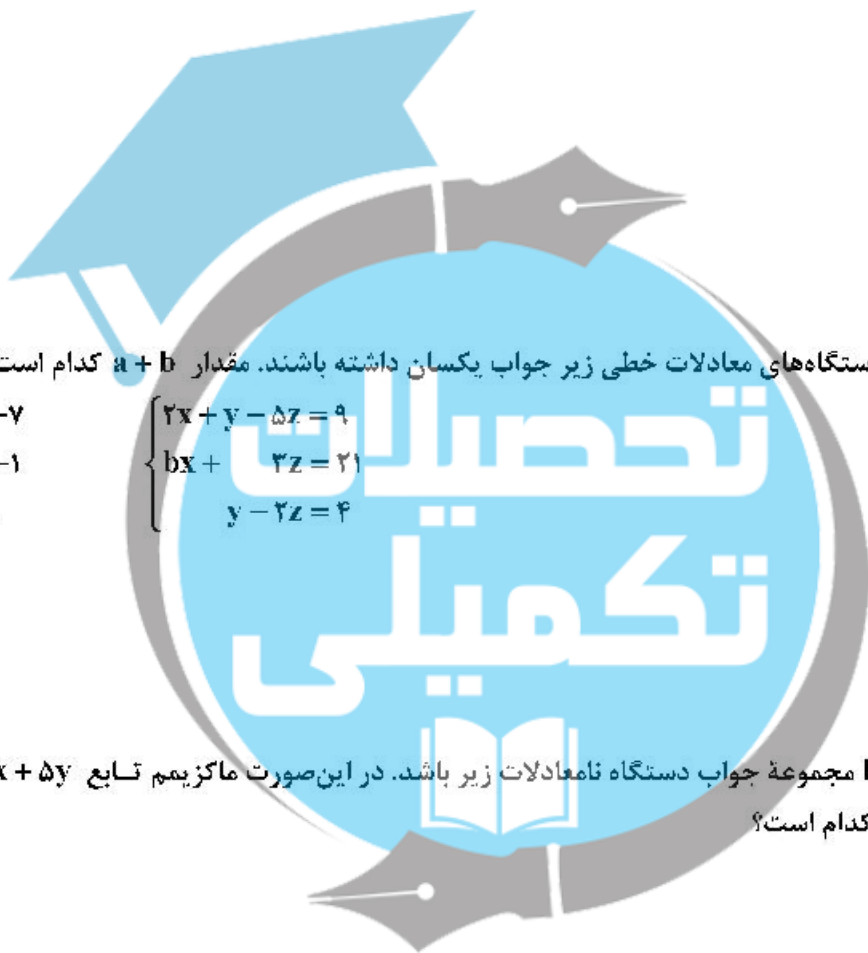 ستگاه‌های معادلات خطی زیر جواب یکسان داشته باشند. مقدار a + b کدام است
-۷
-۱
۲x + y - ۵z = ۹
bx + ۳z = ۲۱
y - ۲z = ۴
تحصیلات
تکمیلی
مجموعهٔ جواب دستگاه نامعادلات زیر باشد. در این‌صورت ماکزیمم تابع x + ۵y
کدام است؟